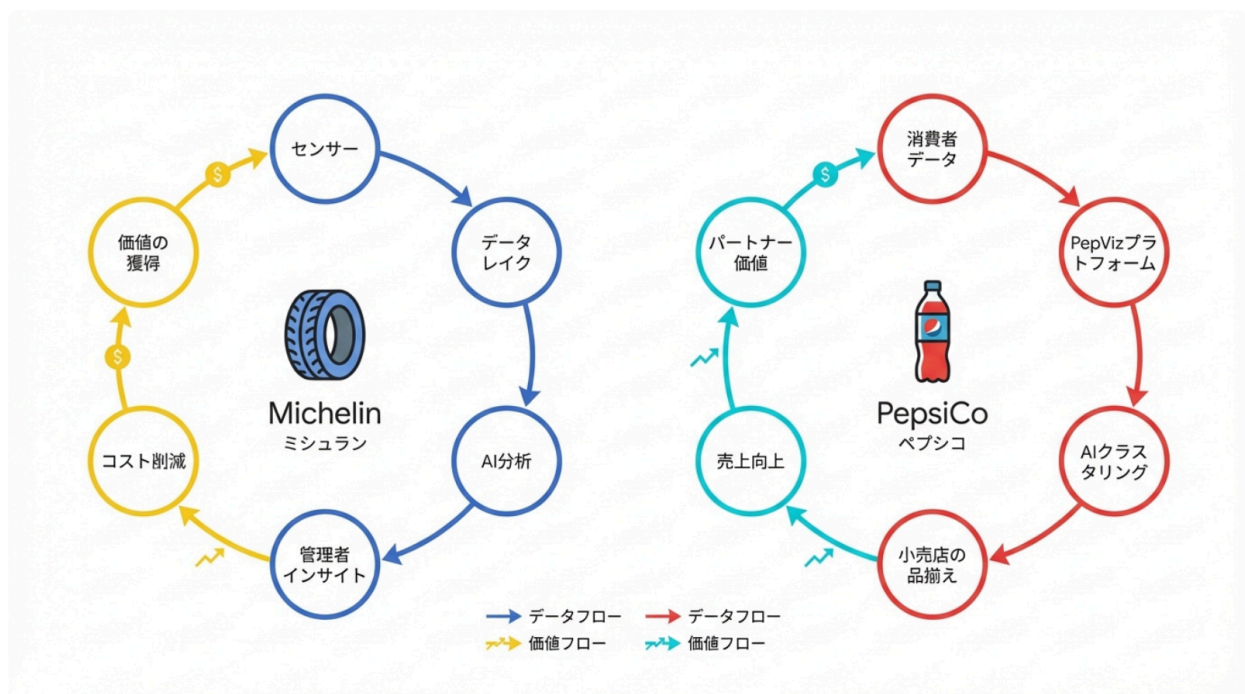 センサー
データ
レイク
AI分析
管理者
インサイト
コスト削減
$
価値の
獲得
$
Michelin
ミシュラン
消費者
データ
PepVizプラ
トフォーム
AIクラス
タリング
小売店の
品揃え
売上向上
パートナー
価値
$
PepsiCo
ペプシコ
データフロー
データフロー
価値フロー
価値フロー